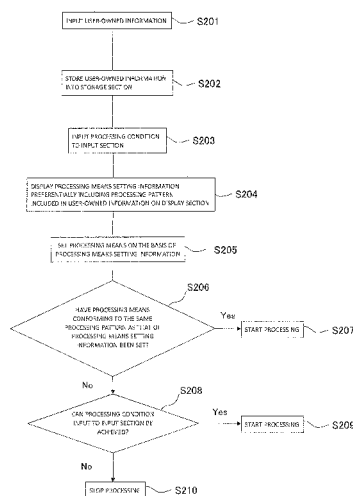 INPUT USER-OWNED INFORMATION
S201
STORE USER-OWNED INFORMATION
INTO STORAGE SECTION
S202
INPUT PROCESSING CONDITION
TO INPUT SECTION
S203
DISPLAY PROCESSING MEANS SETTING INFORMATION
PREFERENTIALLY INCLUDING PROCESSING PATTERN
INCLUDED IN USER-OWNED INFORMATION ON DISPLAY SECTION
S204
SET PROCESSING MEANS ON THE BASIS OF
PROCESSING MEANS SETTING INFORMATION
S205
S206
HAVE PROCESSING MEANS
CONFORMING TO THE SAME
PROCESSING PATTERN AS THAT OF
PROCESSING MEANS SETTING
INFORMATION BEEN SET?
Yes
START PROCESSING
S207
No
S208
CAN PROCESSING CONDITION
INPUT TO INPUT SECTION BE
ACHIEVED?
Yes
START PROCESSING
S209
No
STOP PROCESSING
S210